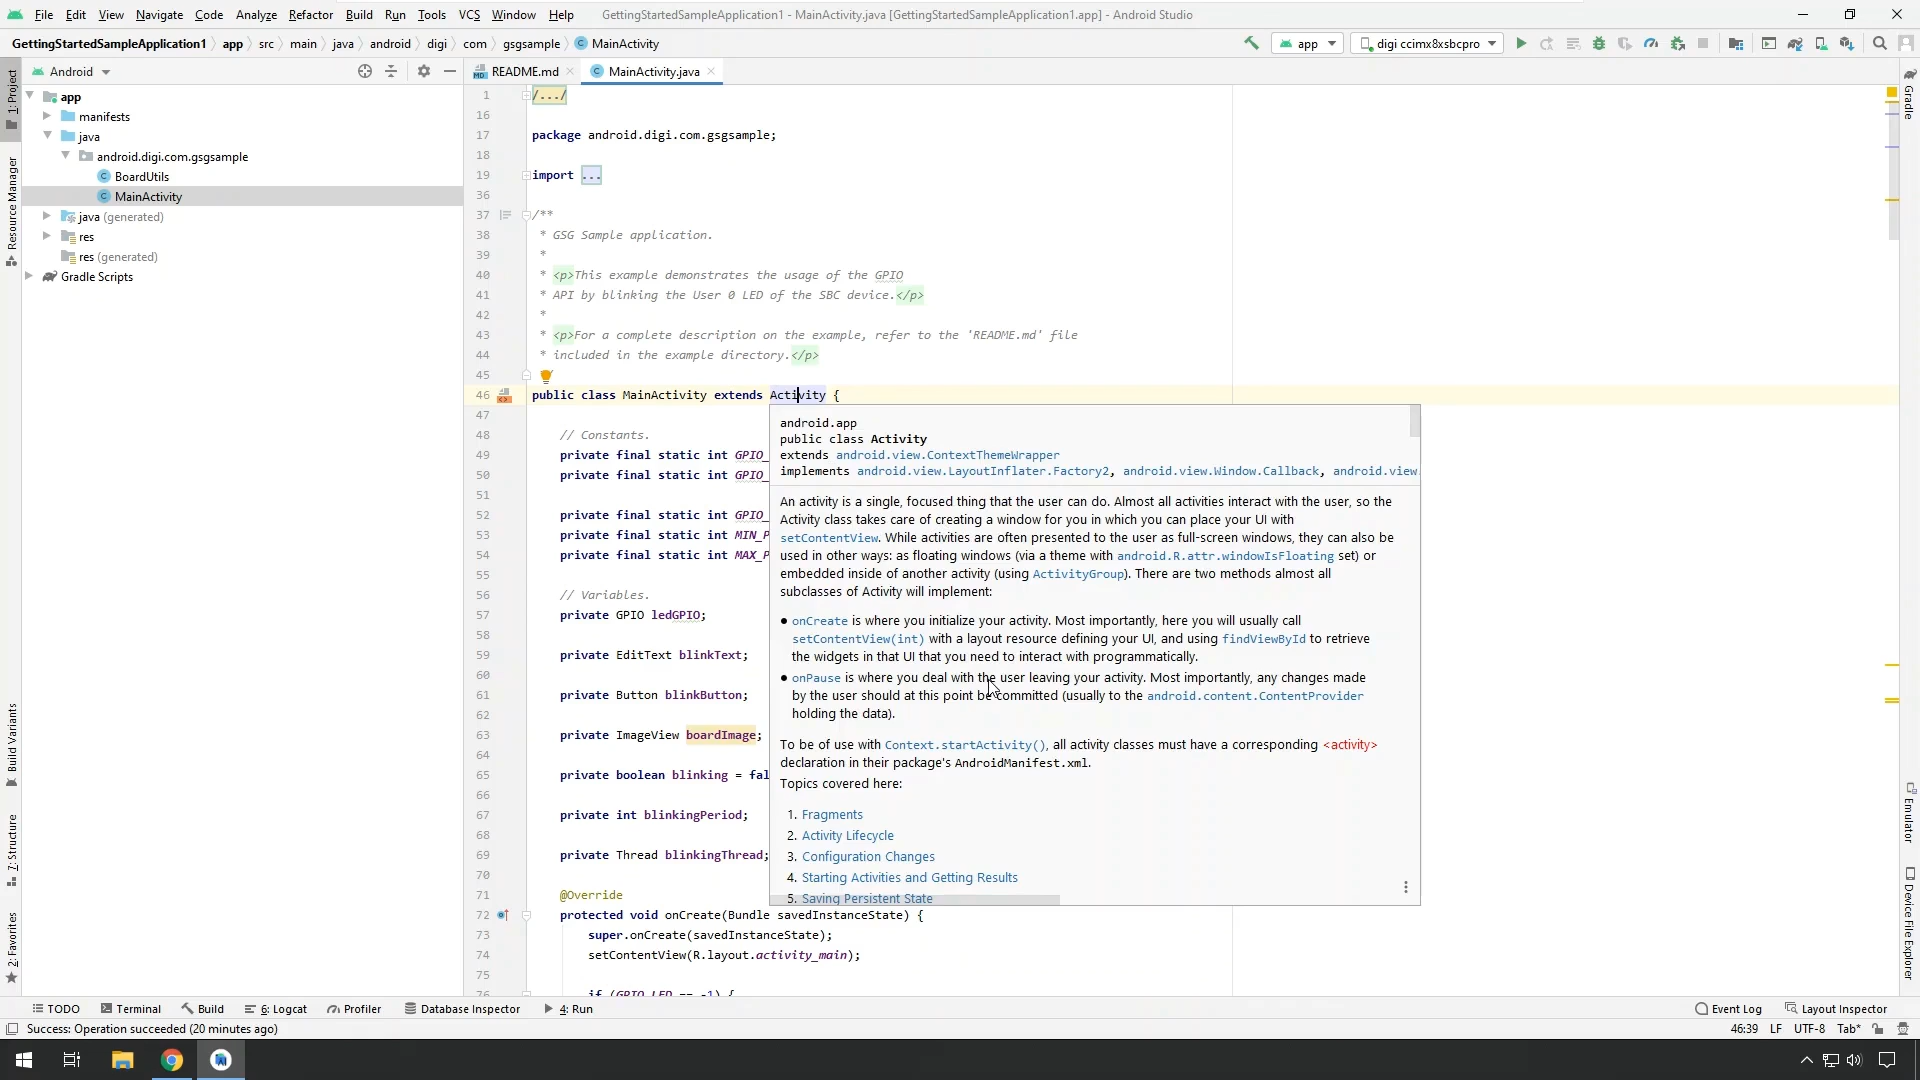 File Edit View Navigate Code Analyze Refactor Build Run Tools VCS Window Help GettingStartedSampleApplication1 - MainActivity.java [GettingStartedSampleApplication1.app] - Android Studio
GettingStartedSampleApplication1 app src main java android digi com gsgsample MainActivity app digi ccimx8xsbcpro
Android
README.md
MainActivity.java
1: Project
Resource Manager
Build Variants
7: Structure
2: Favorites
app
manifests
java
android.digi.com.gsgsample
BoardUtils
MainActivity
java (generated)
res
res (generated)
Gradle Scripts
1 /.../
16
17 package android.digi.com.gsgsample;
18
19 import ...
36
37 /**
38 * GSG Sample application.
39 *
40 * <p>This example demonstrates the usage of the GPIO
41 * API by blinking the User 0 LED of the SBC device.</p>
42 *
43 * <p>For a complete description on the example, refer to the 'README.md' file
44 * included in the example directory.</p>
45
46 public class MainActivity extends Activity {
47
48 // Constants.
49 private final static int GPIO_
50 private final static int GPIO_
51
52 private final static int GPIO_
53 private final static int MIN_P
54 private final static int MAX_P
55
56 // Variables.
57 private GPIO ledGPIO;
58
59 private EditText blinkText;
60
61 private Button blinkButton;
62
63 private ImageView boardImage;
64
65 private boolean blinking = fal
66
67 private int blinkingPeriod;
68
69 private Thread blinkingThread;
70
71 @Override
72 protected void onCreate(Bundle savedInstanceState) {
73 super.onCreate(savedInstanceState);
74 setContentView(R.layout.activity_main);
75
76 if (GPIO_LED == -1) {
android.app
public class Activity
extends android.view.ContextThemeWrapper
implements android.view.LayoutInflater.Factory2, android.view.Window.Callback, android.view.
An activity is a single, focused thing that the user can do. Almost all activities interact with the user, so the
Activity class takes care of creating a window for you in which you can place your UI with
setContentView. While activities are often presented to the user as full-screen windows, they can also be
used in other ways: as floating windows (via a theme with android.R.attr.windowIsFloating set) or
embedded inside of another activity (using ActivityGroup). There are two methods almost all
subclasses of Activity will implement:
● onCreate is where you initialize your activity. Most importantly, here you will usually call
setContentView(int) with a layout resource defining your UI, and using findViewById to retrieve
the widgets in that UI that you need to interact with programmatically.
● onPause is where you deal with the user leaving your activity. Most importantly, any changes made
by the user should at this point be committed (usually to the android.content.ContentProvider
holding the data).
To be of use with Context.startActivity(), all activity classes must have a corresponding <activity>
declaration in their package's AndroidManifest.xml.
Topics covered here:
1. Fragments
2. Activity Lifecycle
3. Configuration Changes
4. Starting Activities and Getting Results
5. Saving Persistent State
Gradle
Emulator
Device File Explorer
TODO Terminal Build 6: Logcat Profiler Database Inspector 4: Run Event Log Layout Inspector
Success: Operation succeeded (20 minutes ago) 46:39 LF UTF-8 Tab*